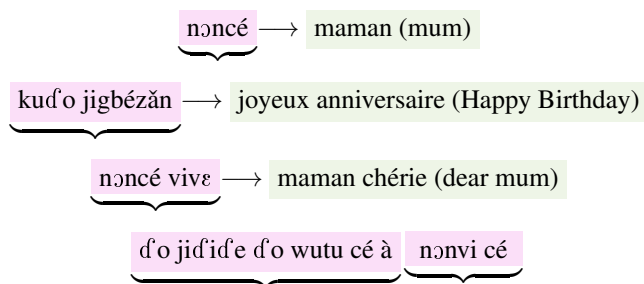 nɔncé ⟶ maman (mum)
kuɗo jigbézǎn ⟶ joyeux anniversaire (Happy Birthday)
nɔncé vivɛ ⟶ maman chérie (dear mum)
ɗo jiɗiɗe ɗo wutu cé à nɔnvi cé